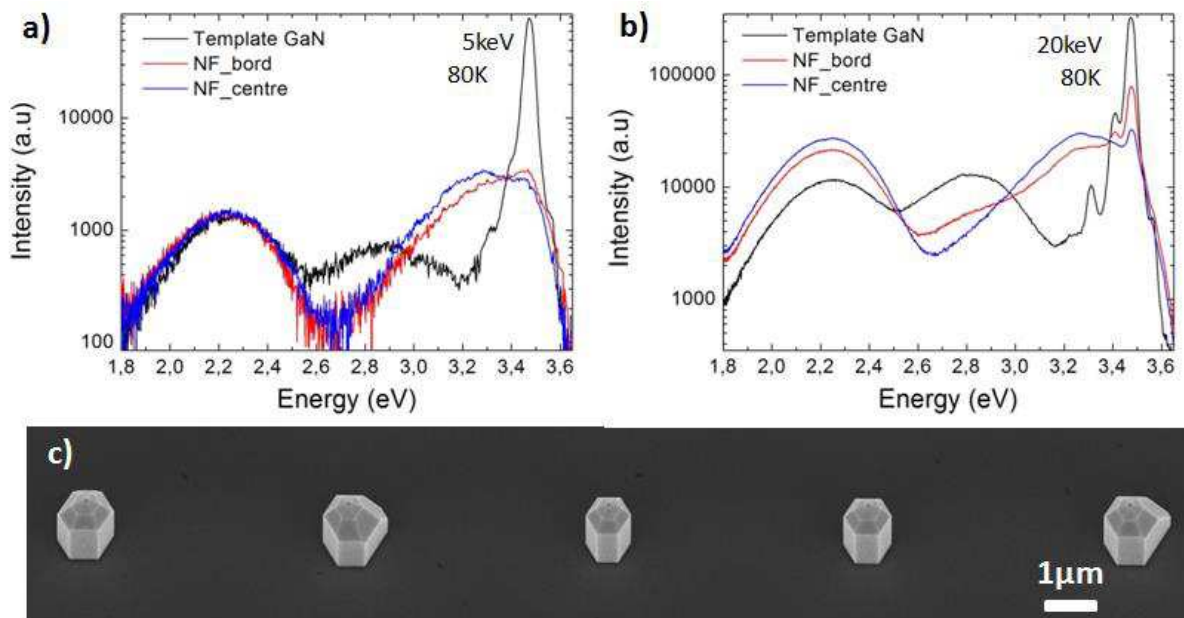 a)
Template GaN
NF_bord
NF_centre
5keV
80K
10000
1000
100
Intensity (a.u)
1,8 2,0 2,2 2,4 2,6 2,8 3,0 3,2 3,4 3,6
Energy (eV)
b)
Template GaN
NF_bord
NF_centre
20keV
80K
100000
10000
1000
Intensity (a.u)
1,8 2,0 2,2 2,4 2,6 2,8 3,0 3,2 3,4 3,6
Energy (eV)
c)
1µm